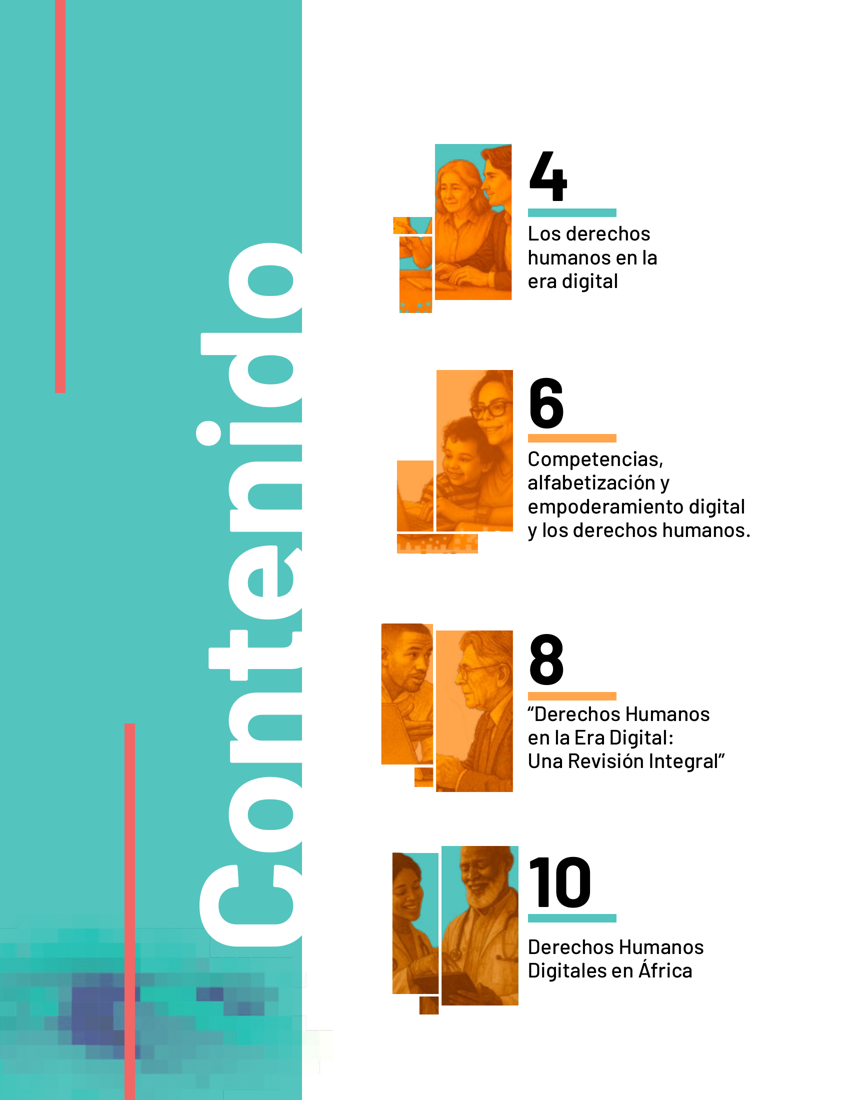 Contenido
4
Los derechos
humanos en la
era digital
6
Competencias,
alfabetización y
empoderamiento digital
y los derechos humanos.
8
“Derechos Humanos
en la Era Digital:
Una Revisión Integral”
10
Derechos Humanos
Digitales en África